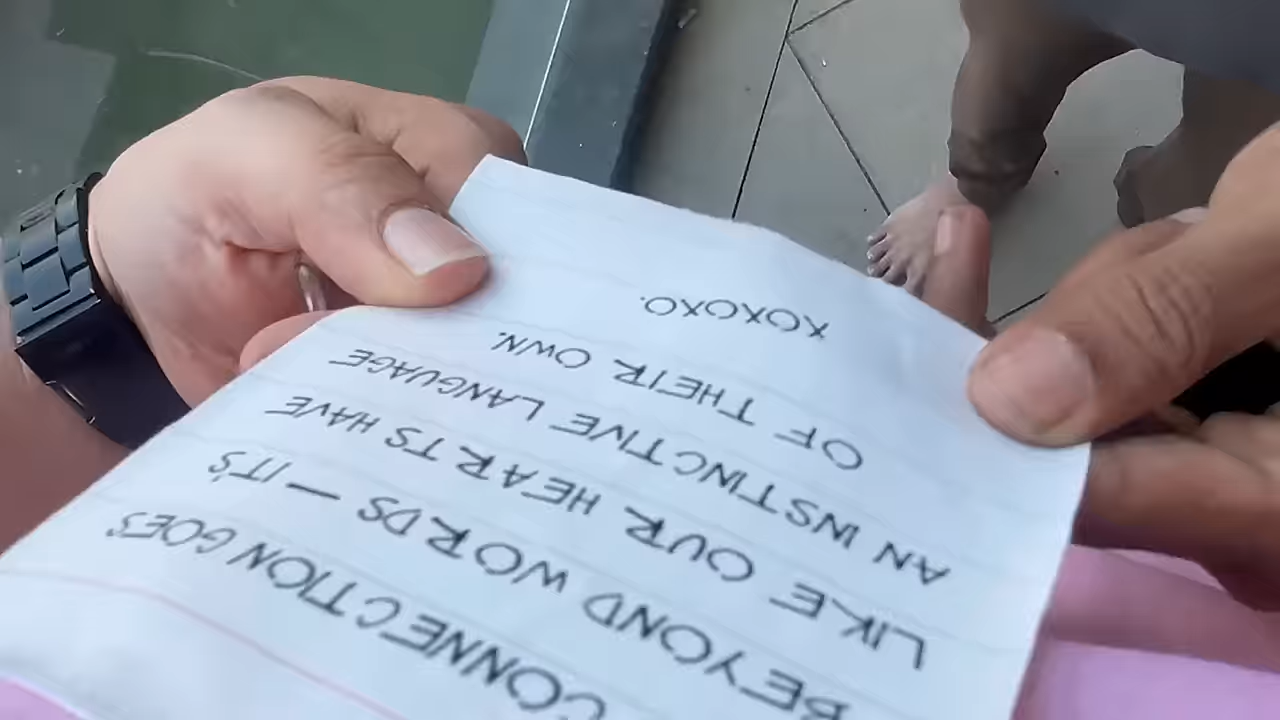 CONNECTION GOES
BEYOND WORDS — IT'S
LIKE OUR HEARTS HAVE
AN INSTINCTIVE LANGUAGE
OF THEIR OWN.
XOXOXO.